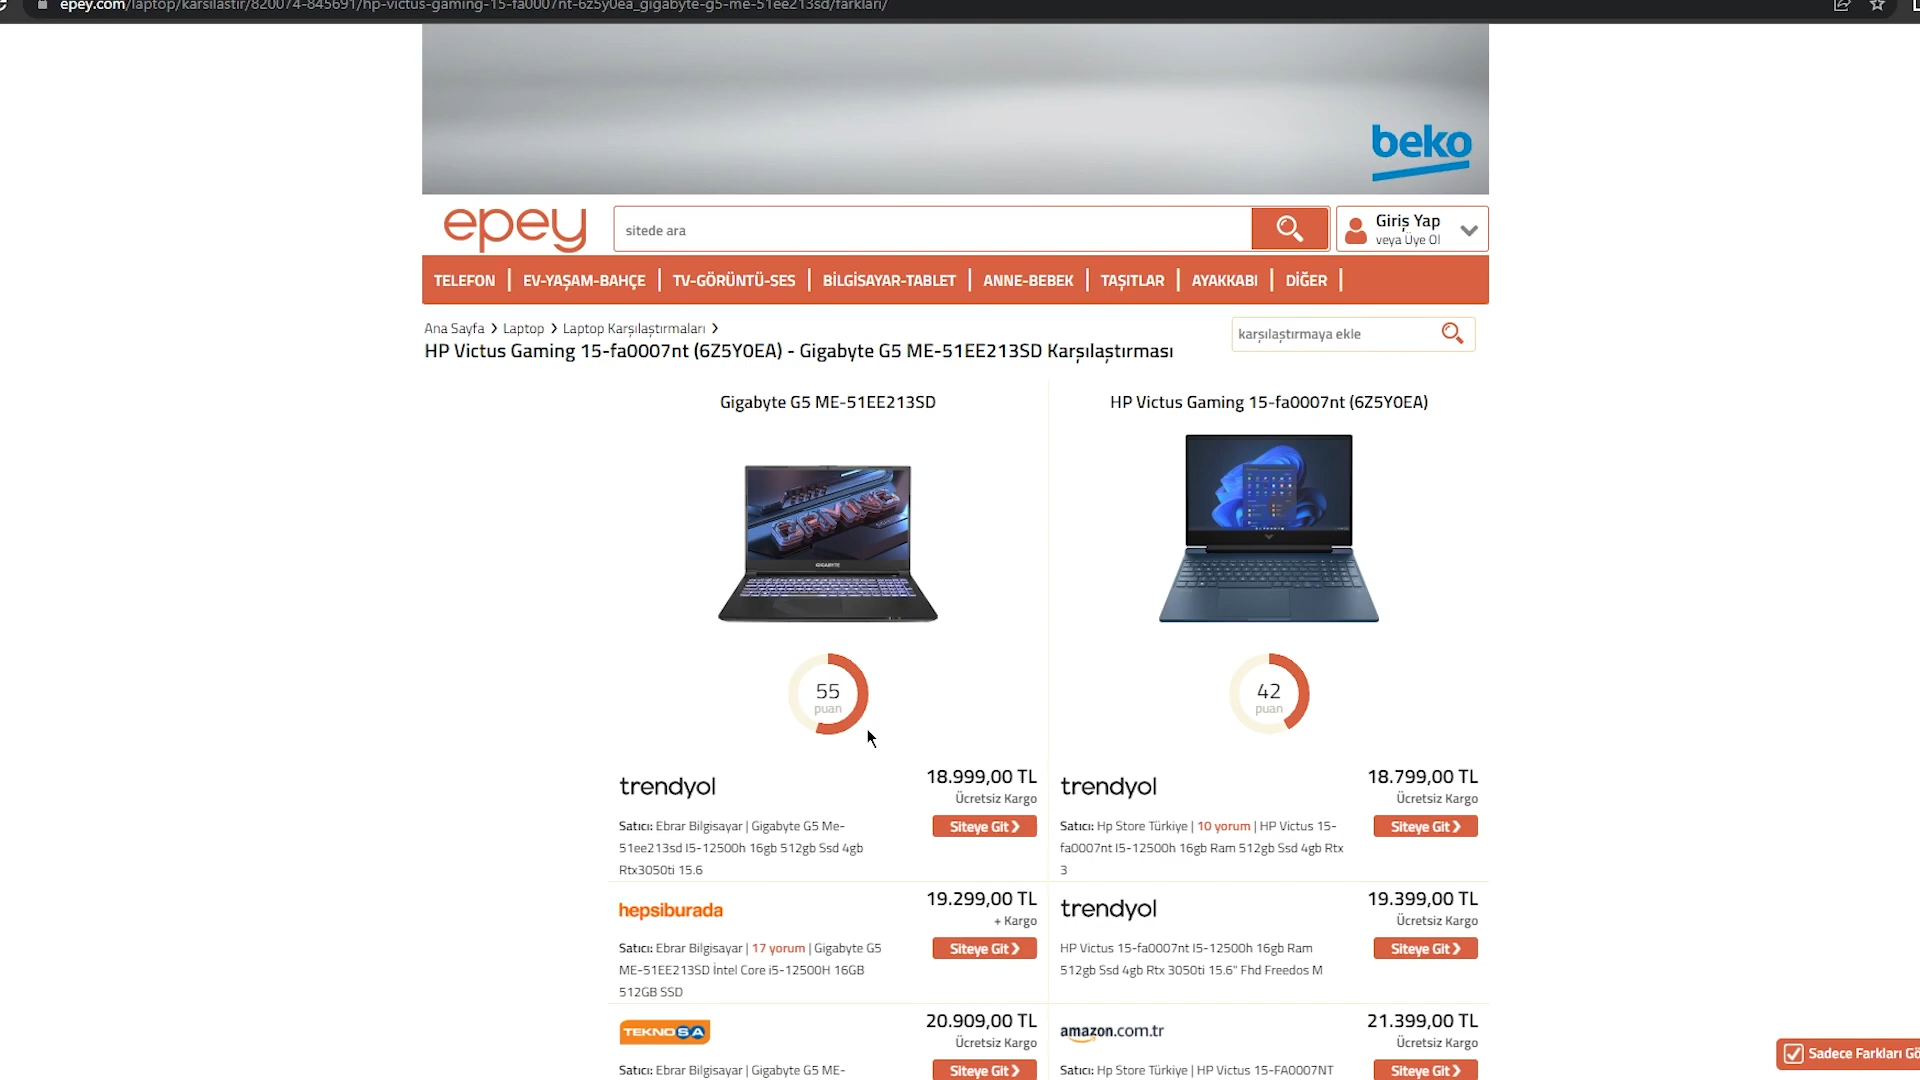 epey.com/laptop/karsilastir/820074-845691/hp-victus-gaming-15-fa0007nt-6z5y0ea_gigabyte-g5-me-51ee213sd/farklari/
beko
epey
sitede ara
Giriş Yap
veya Üye Ol
TELEFON
EV-YAŞAM-BAHÇE
TV-GÖRÜNTÜ-SES
BİLGİSAYAR-TABLET
ANNE-BEBEK
TAŞITLAR
AYAKKABI
DİĞER
Ana Sayfa
Laptop
Laptop Karşılaştırmaları
karşılaştırmaya ekle
HP Victus Gaming 15-fa0007nt (6Z5Y0EA) - Gigabyte G5 ME-51EE213SD Karşılaştırması
Gigabyte G5 ME-51EE213SD
GAMING
GIGABYTE
55
puan
trendyol
18.999,00 TL
Ücretsiz Kargo
Siteye Git
Satıcı: Ebrar Bilgisayar | Gigabyte G5 Me-
51ee213sd I5-12500h 16gb 512gb Ssd 4gb
Rtx3050ti 15.6
hepsiburada
19.299,00 TL
+ Kargo
Siteye Git
Satıcı: Ebrar Bilgisayar | 17 yorum | Gigabyte G5
ME-51EE213SD İntel Core i5-12500H 16GB
512GB SSD
TEKNOSA
20.909,00 TL
Ücretsiz Kargo
Siteye Git
Satıcı: Ebrar Bilgisayar | Gigabyte G5 ME-
HP Victus Gaming 15-fa0007nt (6Z5Y0EA)
42
puan
trendyol
18.799,00 TL
Ücretsiz Kargo
Siteye Git
Satıcı: Hp Store Türkiye | 10 yorum | HP Victus 15-
fa0007nt I5-12500h 16gb Ram 512gb Ssd 4gb Rtx
3
trendyol
19.399,00 TL
Ücretsiz Kargo
Siteye Git
HP Victus 15-fa0007nt I5-12500h 16gb Ram
512gb Ssd 4gb Rtx 3050ti 15.6" Fhd Freedos M
amazon.com.tr
21.399,00 TL
Ücretsiz Kargo
Siteye Git
Satıcı: Hp Store Türkiye | HP Victus 15-FA0007NT
Sadece Farkları Gö